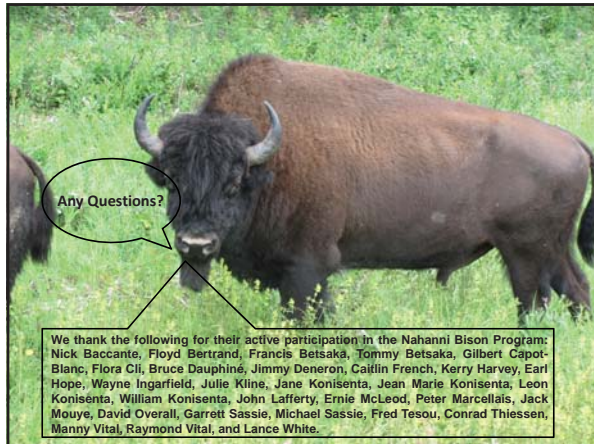 Any Questions?
We thank the following for their active participation in the Nahanni Bison Program:
Nick Baccante, Floyd Bertrand, Francis Betsaka, Tommy Betsaka, Gilbert Capot-
Blanc, Flora Cli, Bruce Dauphiné, Jimmy Deneron, Caitlin French, Kerry Harvey, Earl
Hope, Wayne Ingarfield, Julie Kline, Jane Konisenta, Jean Marie Konisenta, Leon
Konisenta, William Konisenta, John Lafferty, Ernie McLeod, Peter Marcellais, Jack
Mouye, David Overall, Garrett Sassie, Michael Sassie, Fred Tesou, Conrad Thiessen,
Manny Vital, Raymond Vital, and Lance White.